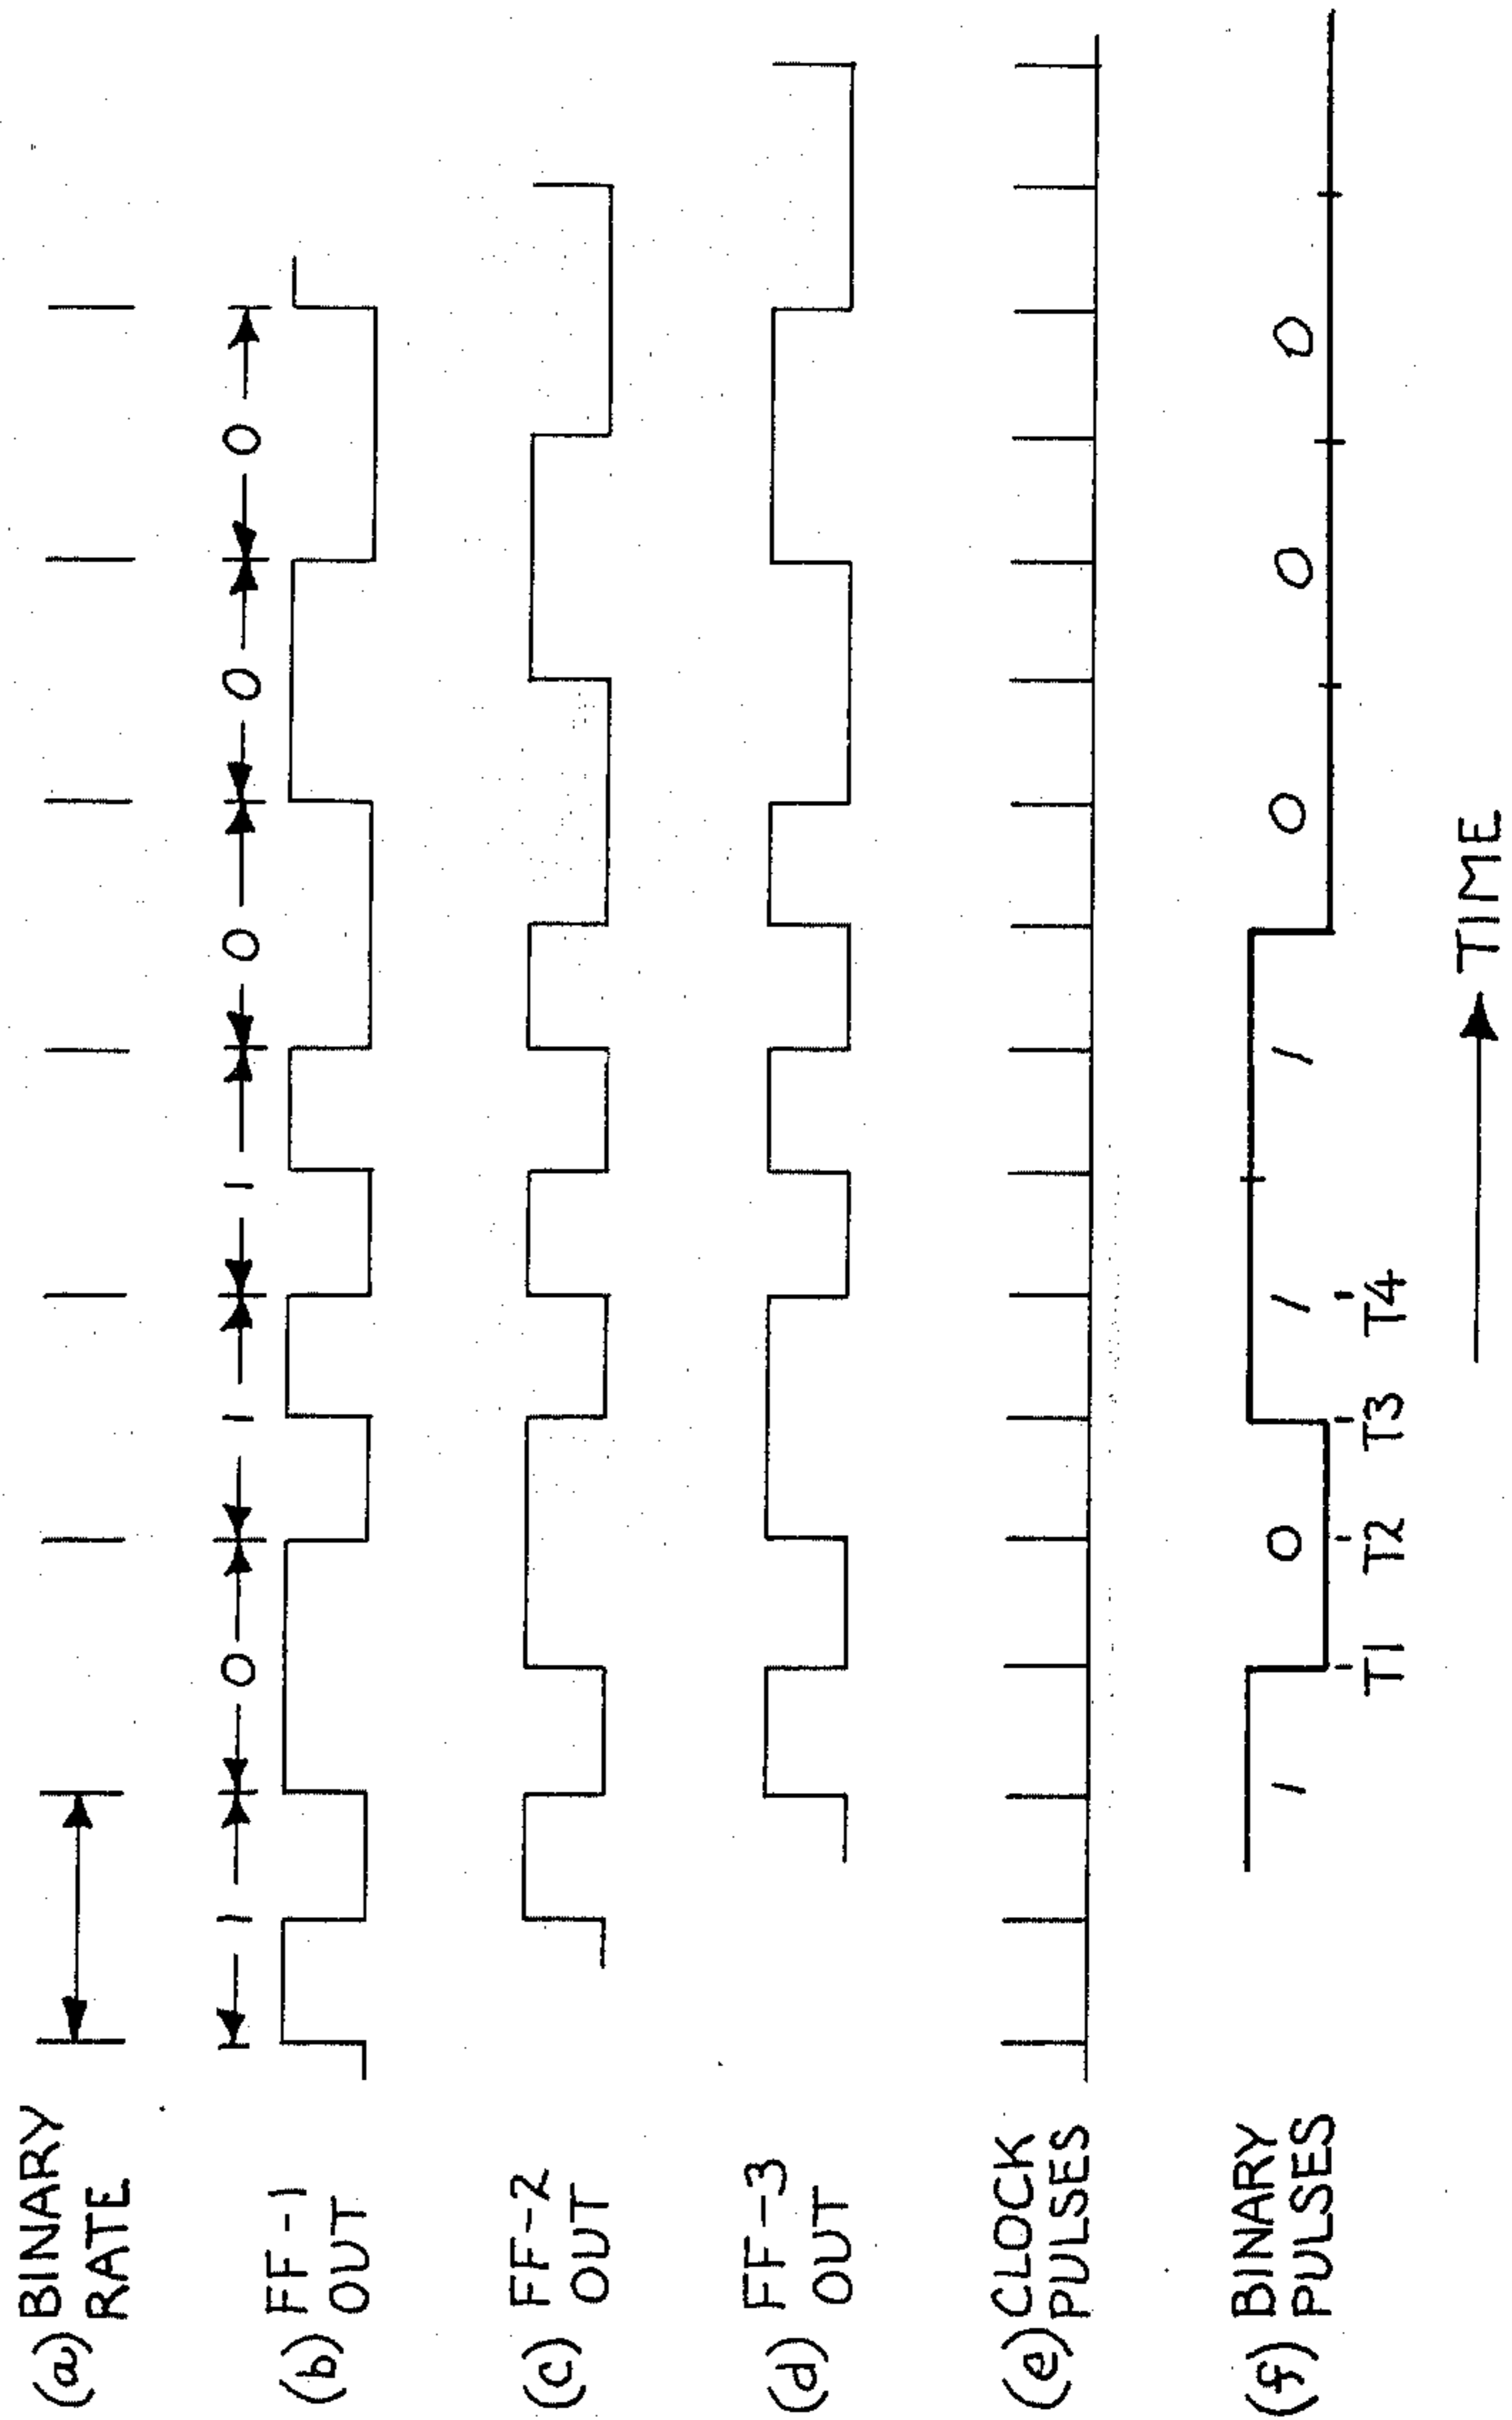 (a) BINARY
RATE
1 0 1 1 0 0 0
(b) FF-1
OUT
(c) FF-2
OUT
(d) FF-3
OUT
(e) CLOCK
PULSES
(f) BINARY
PULSES
1 0 1 1 0 0 0
T1 T2 T3 T4
TIME